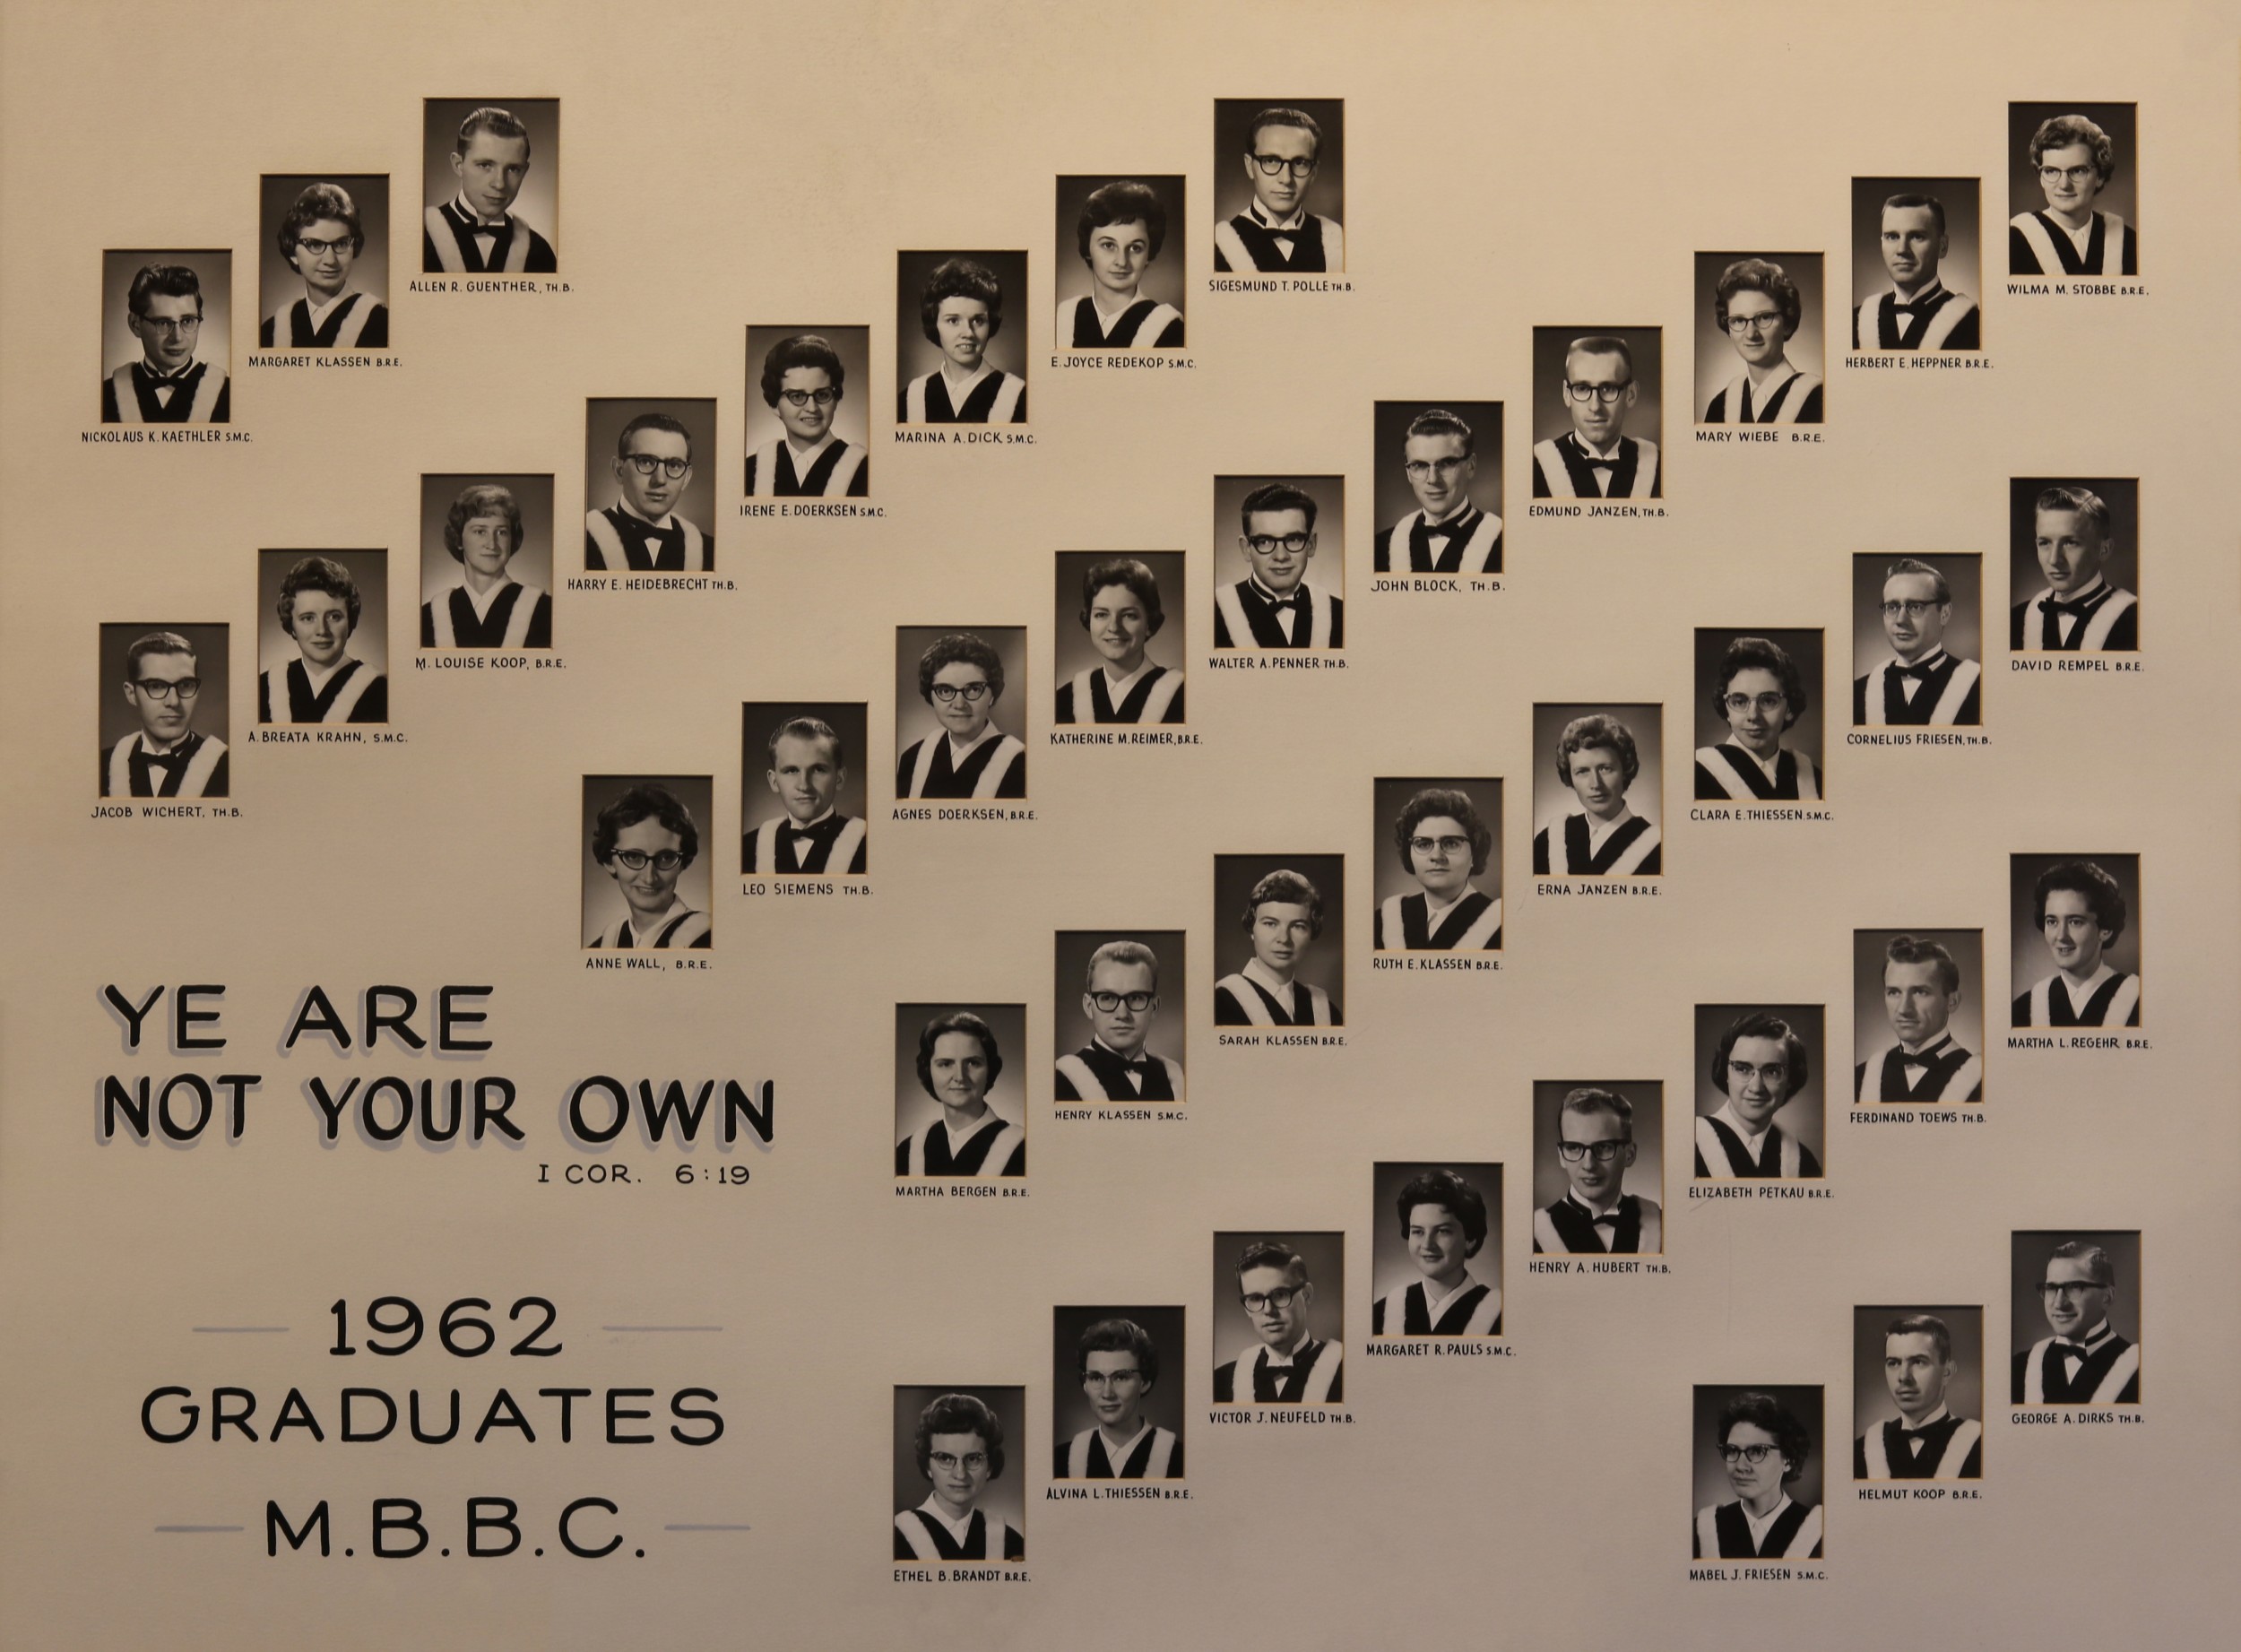 ALLEN R. GUENTHER, TH.B.
SIGESMUND T. POLLE TH.B.
WILMA M. STOBBE B.R.E.
MARGARET KLASSEN B.R.E.
E. JOYCE REDEKOP S.M.C.
HERBERT E. HEPPNER B.R.E.
NICKOLAUS K. KAETHLER S.M.C.
MARINA A. DICK S.M.C.
MARY WIEBE B.R.E.
IRENE E. DOERKSEN S.M.C.
EDMUND JANZEN, TH.B.
HARRY E. HEIDEBRECHT TH.B.
JOHN BLOCK, TH.B.
M. LOUISE KOOP, B.R.E.
WALTER A. PENNER TH.B.
DAVID REMPEL B.R.E.
A. BREATA KRAHN, S.M.C.
KATHERINE M. REIMER, B.R.E.
CORNELIUS FRIESEN, TH.B.
JACOB WICHERT, TH.B.
AGNES DOERKSEN, B.R.E.
CLARA E. THIESSEN S.M.C.
LEO SIEMENS TH.B.
ERNA JANZEN B.R.E.
ANNE WALL, B.R.E.
RUTH E. KLASSEN B.R.E.
SARAH KLASSEN B.R.E.
MARTHA L. REGEHR B.R.E.
HENRY KLASSEN S.M.C.
FERDINAND TOEWS TH.B.
MARTHA BERGEN B.R.E.
ELIZABETH PETKAU B.R.E.
HENRY A. HUBERT TH.B.
MARGARET R. PAULS S.M.C.
VICTOR J. NEUFELD TH.B.
GEORGE A. DIRKS TH.B.
ALVINA L. THIESSEN B.R.E.
HELMUT KOOP B.R.E.
ETHEL B. BRANDT B.R.E.
MABEL J. FRIESEN S.M.C.
YE ARE
NOT YOUR OWN
I COR. 6:19
1962
GRADUATES
M.B.B.C.